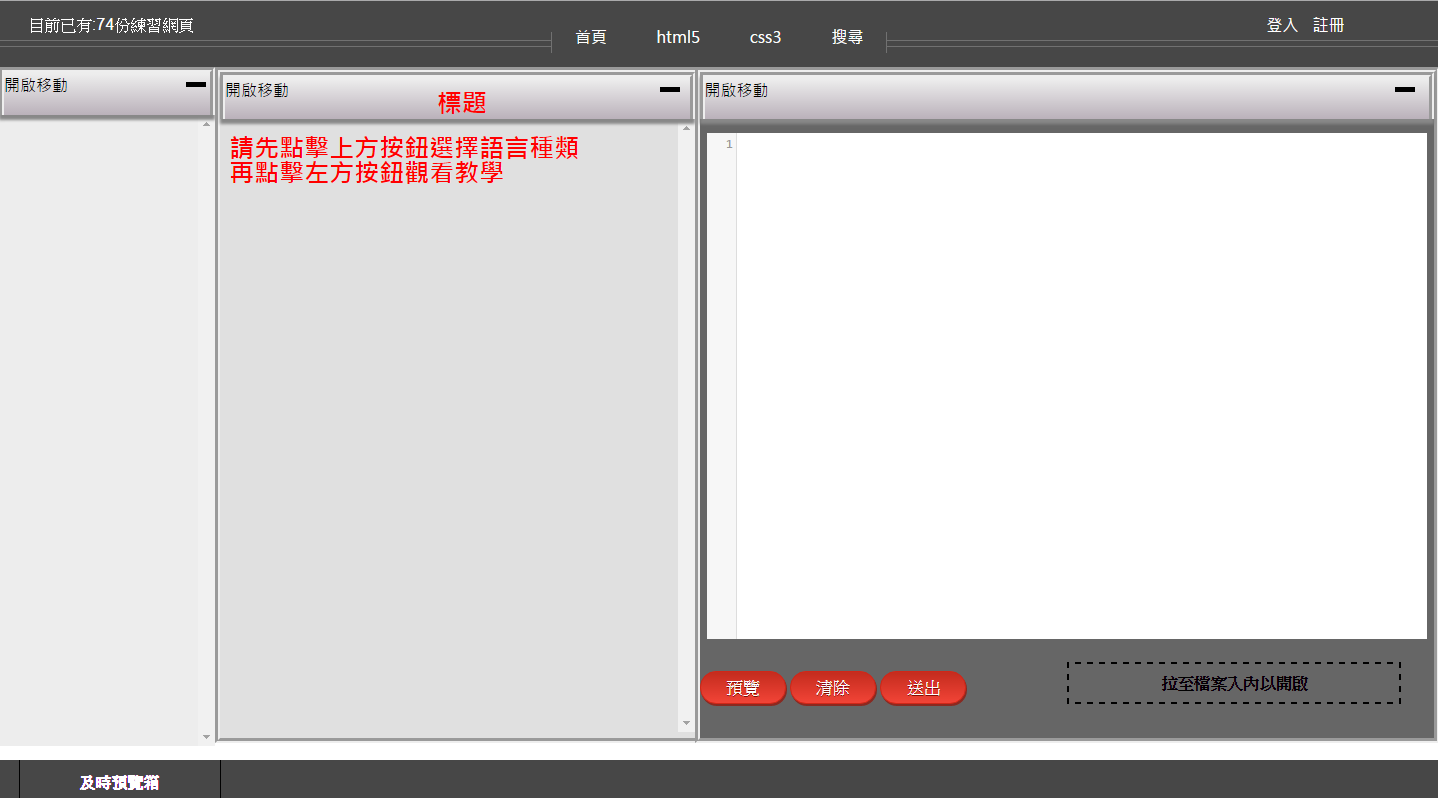 目前已有:74份練習網頁
首頁 html5 css3 搜尋
登入 註冊
開啟移動
開啟移動
標題
請先點擊上方按鈕選擇語言種類
再點擊左方按鈕觀看教學
開啟移動
1
預覽 清除 送出
拉至檔案入內以開啟
及時預覽箱